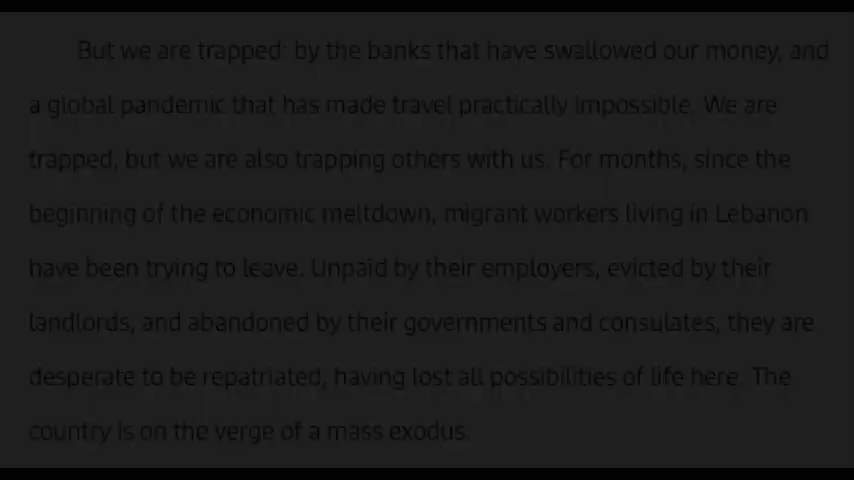 But we are trapped: by the banks that have swallowed our money, and
a global pandemic that has made travel practically impossible. We are
trapped, but we are also trapping others with us. For months, since the
beginning of the economic meltdown, migrant workers living in Lebanon
have been trying to leave. Unpaid by their employers, evicted by their
landlords, and abandoned by their governments and consulates, they are
desperate to be repatriated, having lost all possibilities of life here. The
country is on the verge of a mass exodus.